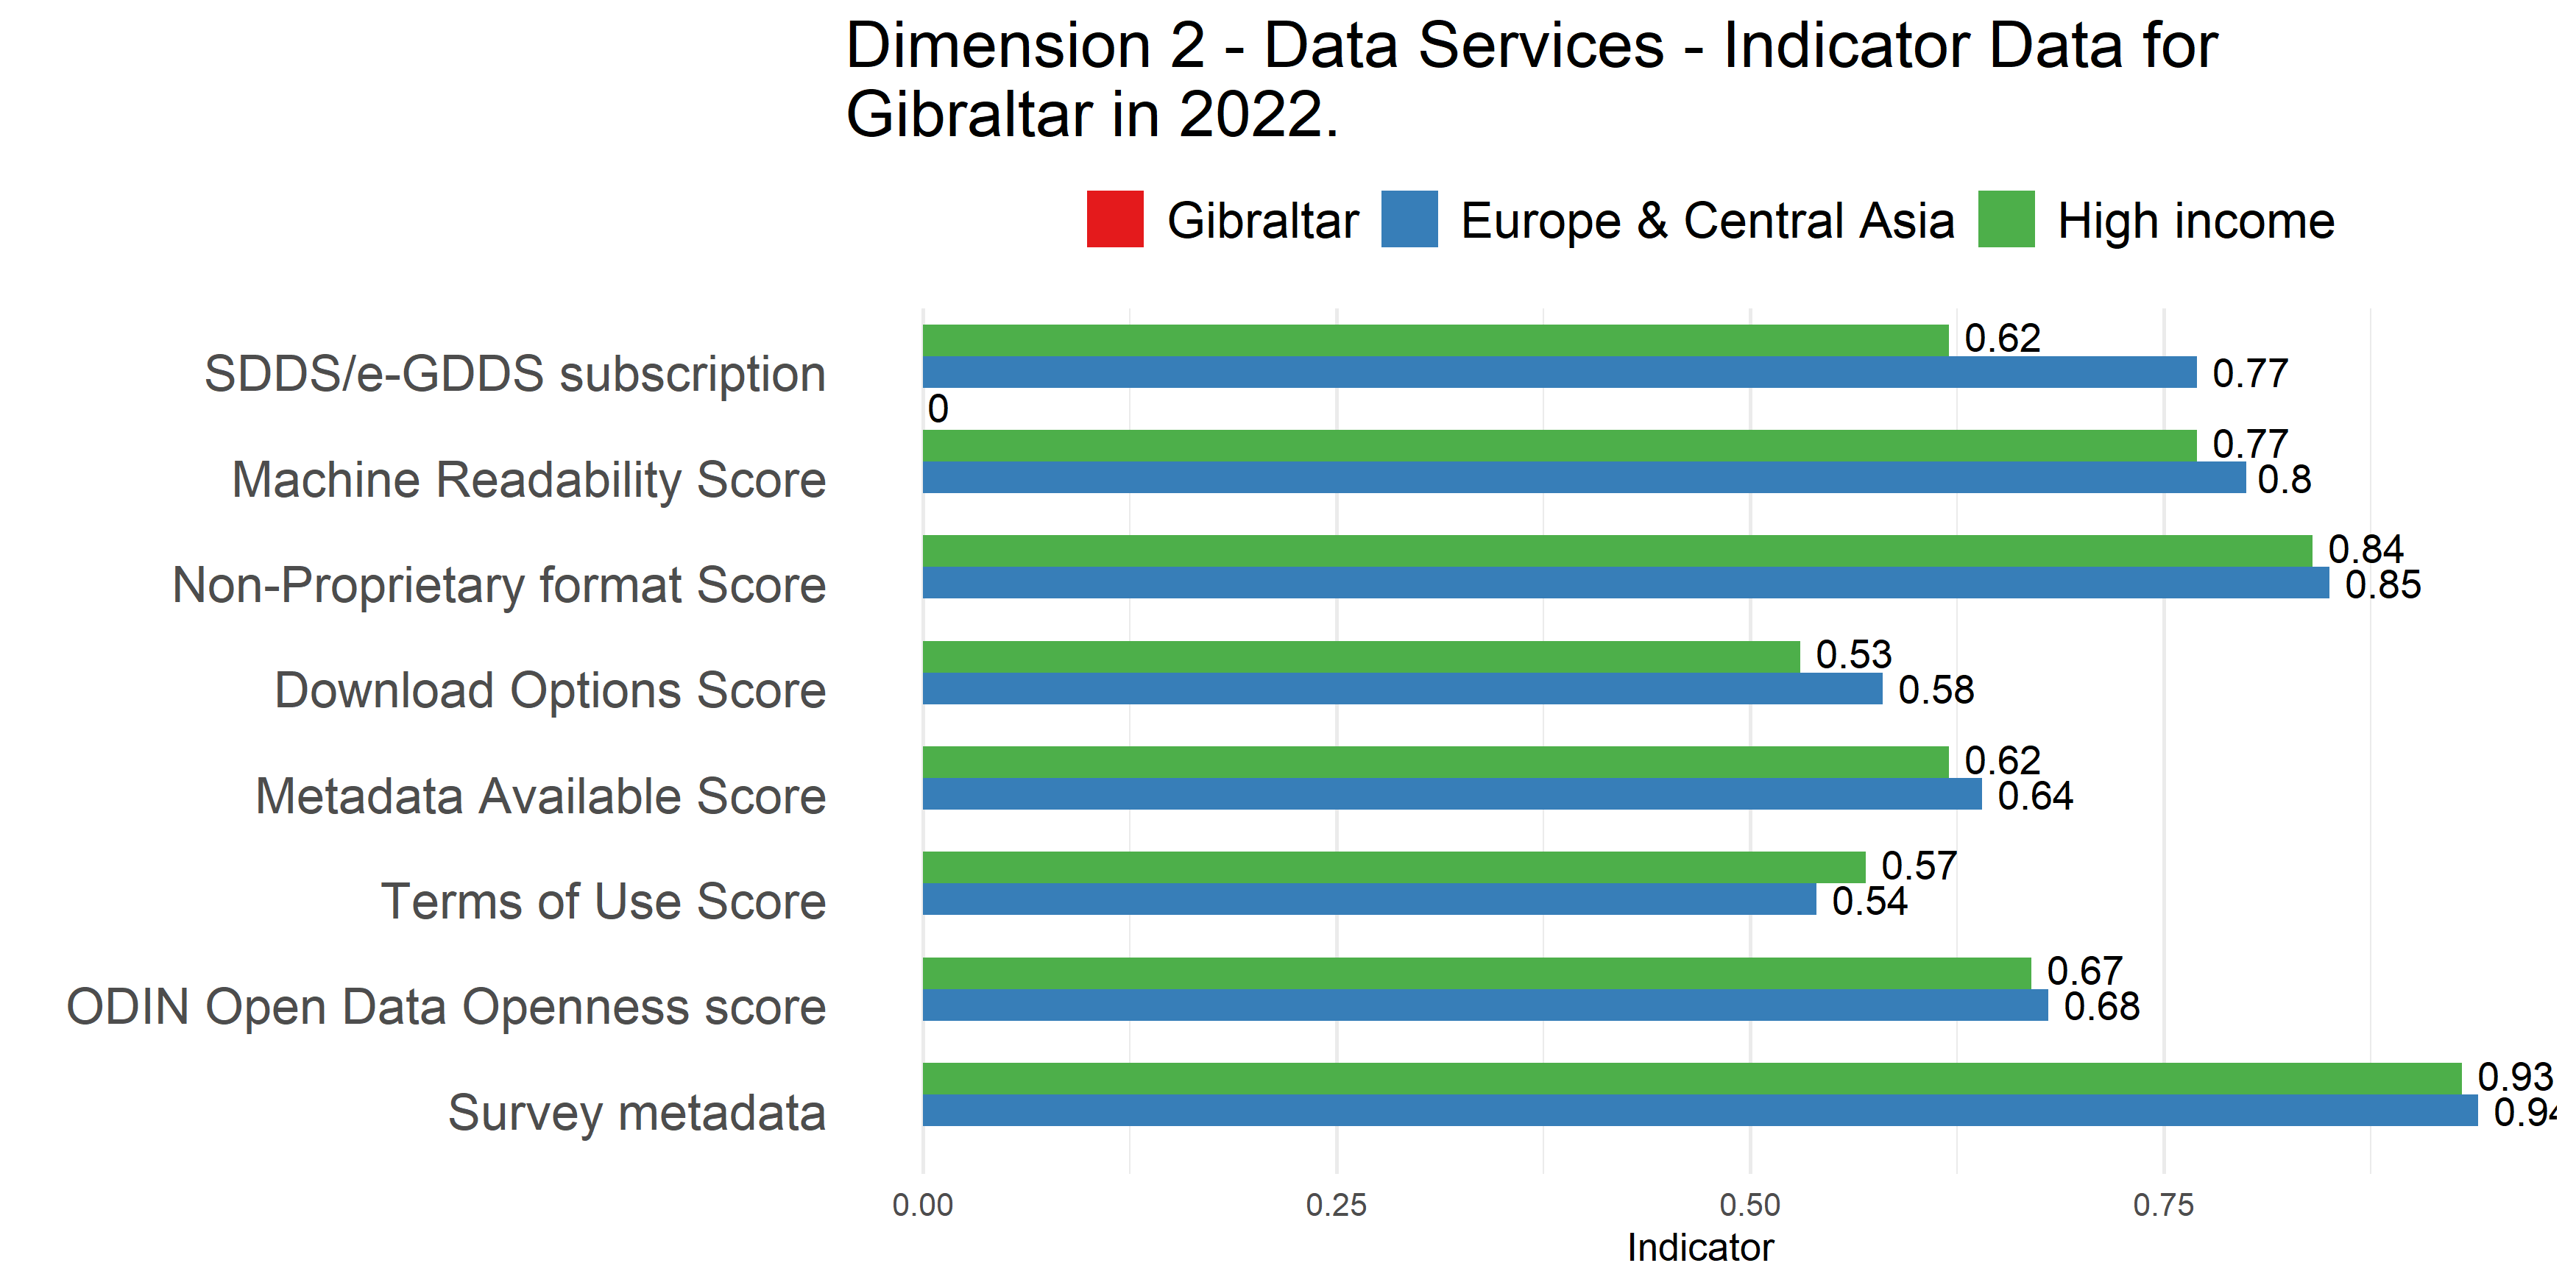 Dimension 2 - Data Services - Indicator Data for
Gibraltar in 2022.
Gibraltar Europe & Central Asia High income
SDDS/e-GDDS subscription
0.62
0.77
0
Machine Readability Score
0.77
0.8
Non-Proprietary format Score
0.84
0.85
Download Options Score
0.53
0.58
Metadata Available Score
0.62
0.64
Terms of Use Score
0.57
0.54
ODIN Open Data Openness score
0.67
0.68
Survey metadata
0.93
0.94
0.00 0.25 0.50 0.75
Indicator